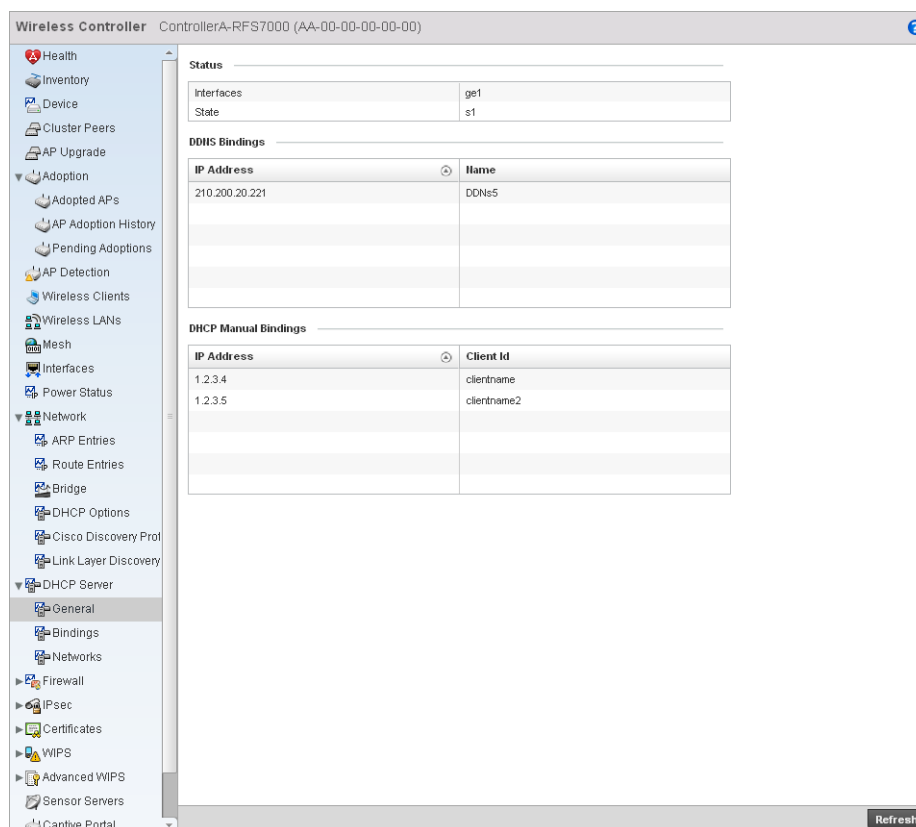 Wireless Controller ControllerA-RFS7000 (AA-00-00-00-00-00)
Health
Inventory
Device
Cluster Peers
AP Upgrade
Adoption
Adopted APs
AP Adoption History
Pending Adoptions
AP Detection
Wireless Clients
Wireless LANs
Mesh
Interfaces
Power Status
Network
ARP Entries
Route Entries
Bridge
DHCP Options
Cisco Discovery Prot
Link Layer Discovery
DHCP Server
General
Bindings
Networks
Firewall
IPsec
Certificates
WIPS
Advanced WIPS
Sensor Servers
Captive Portal
Status
Interfaces ge1
State s1
DDNS Bindings
IP Address Name
210.200.20.221 DDNs5
DHCP Manual Bindings
IP Address Client Id
1.2.3.4 clientname
1.2.3.5 clientname2
Refresh